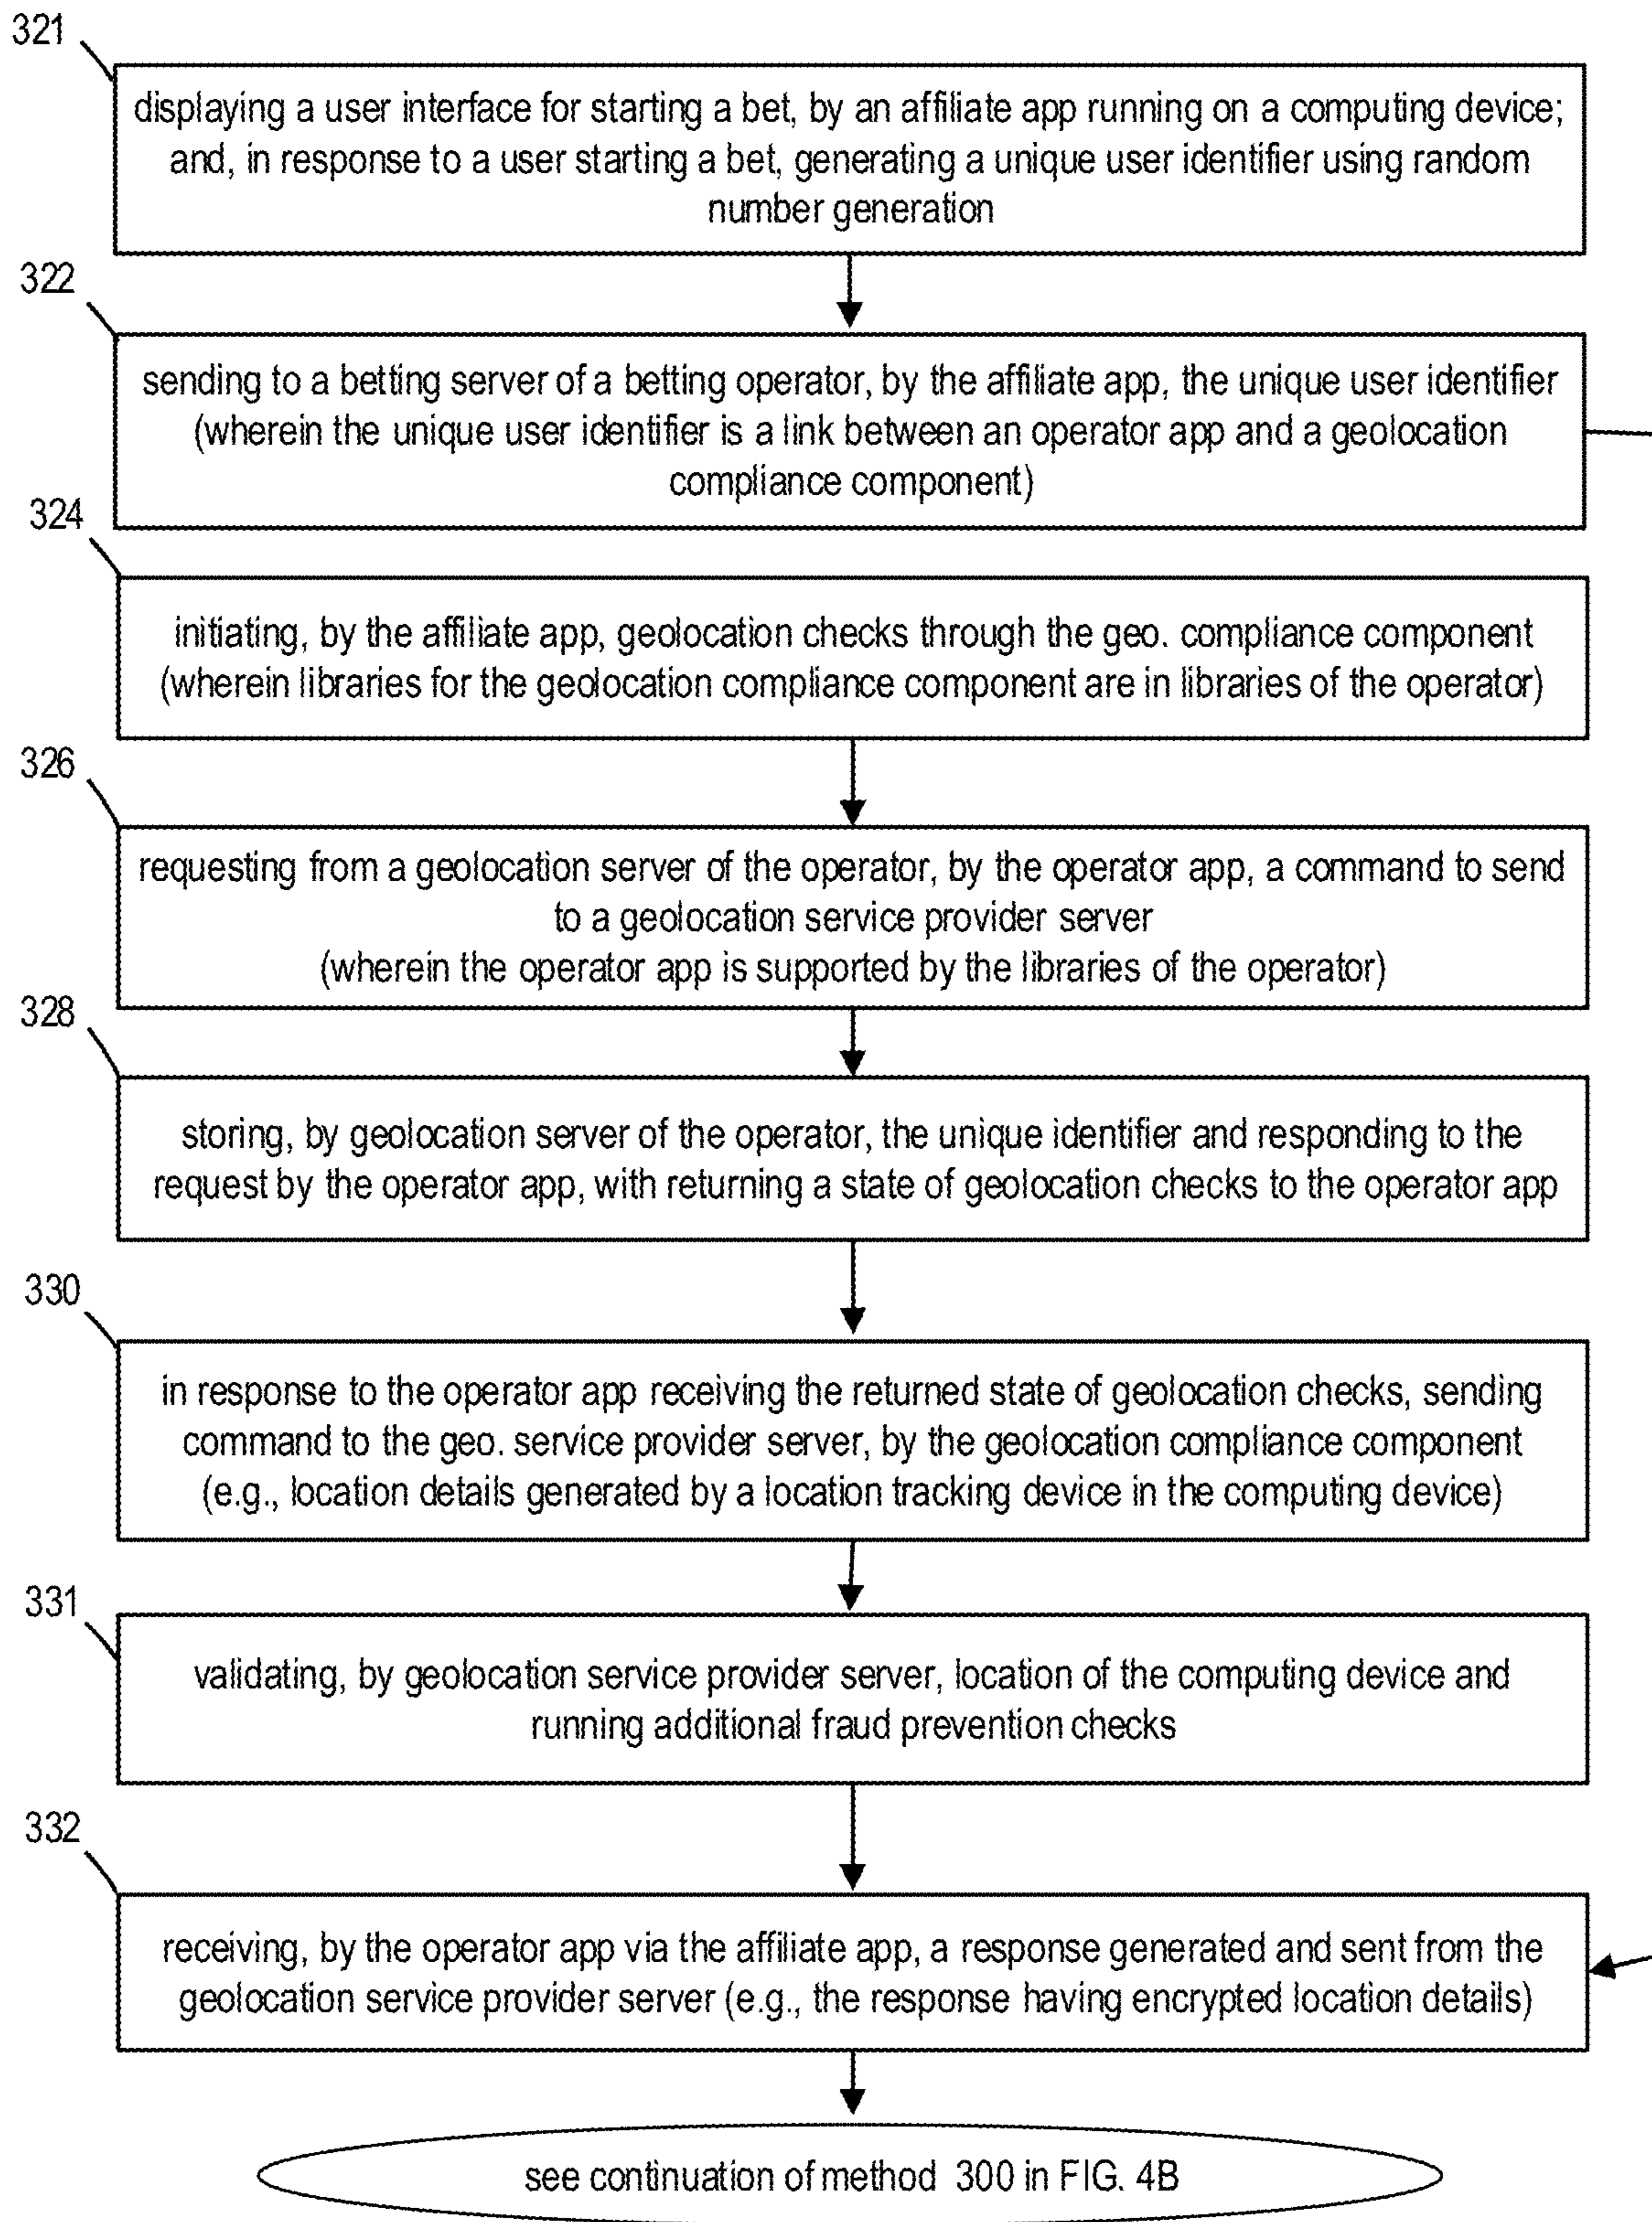 321
displaying a user interface for starting a bet, by an affiliate app running on a computing device;
and, in response to a user starting a bet, generating a unique user identifier using random
number generation
322
sending to a betting server of a betting operator, by the affiliate app, the unique user identifier
(wherein the unique user identifier is a link between an operator app and a geolocation
compliance component)
324
initiating, by the affiliate app, geolocation checks through the geo. compliance component
(wherein libraries for the geolocation compliance component are in libraries of the operator)
326
requesting from a geolocation server of the operator, by the operator app, a command to send
to a geolocation service provider server
(wherein the operator app is supported by the libraries of the operator)
328
storing, by geolocation server of the operator, the unique identifier and responding to the
request by the operator app, with returning a state of geolocation checks to the operator app
330
in response to the operator app receiving the returned state of geolocation checks, sending
command to the geo. service provider server, by the geolocation compliance component
(e.g., location details generated by a location tracking device in the computing device)
331
validating, by geolocation service provider server, location of the computing device and
running additional fraud prevention checks
332
receiving, by the operator app via the affiliate app, a response generated and sent from the
geolocation service provider server (e.g., the response having encrypted location details)
see continuation of method 300 in FIG. 4B